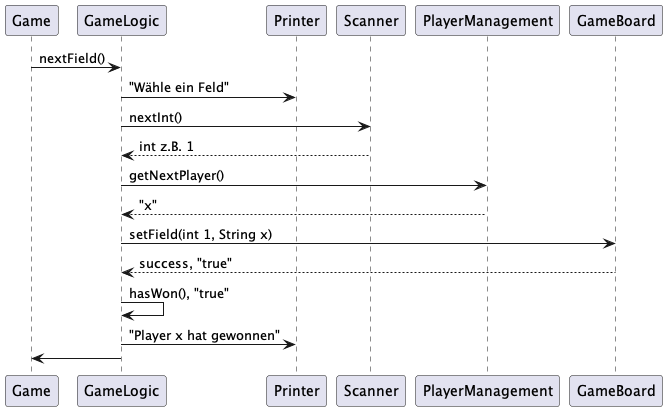 Game GameLogic Printer Scanner PlayerManagement GameBoard
nextField()
"Wähle ein Feld"
nextInt()
int z.B. 1
getNextPlayer()
"x"
setField(int 1, String x)
success, "true"
hasWon(), "true"
"Player x hat gewonnen"
Game GameLogic Printer Scanner PlayerManagement GameBoard